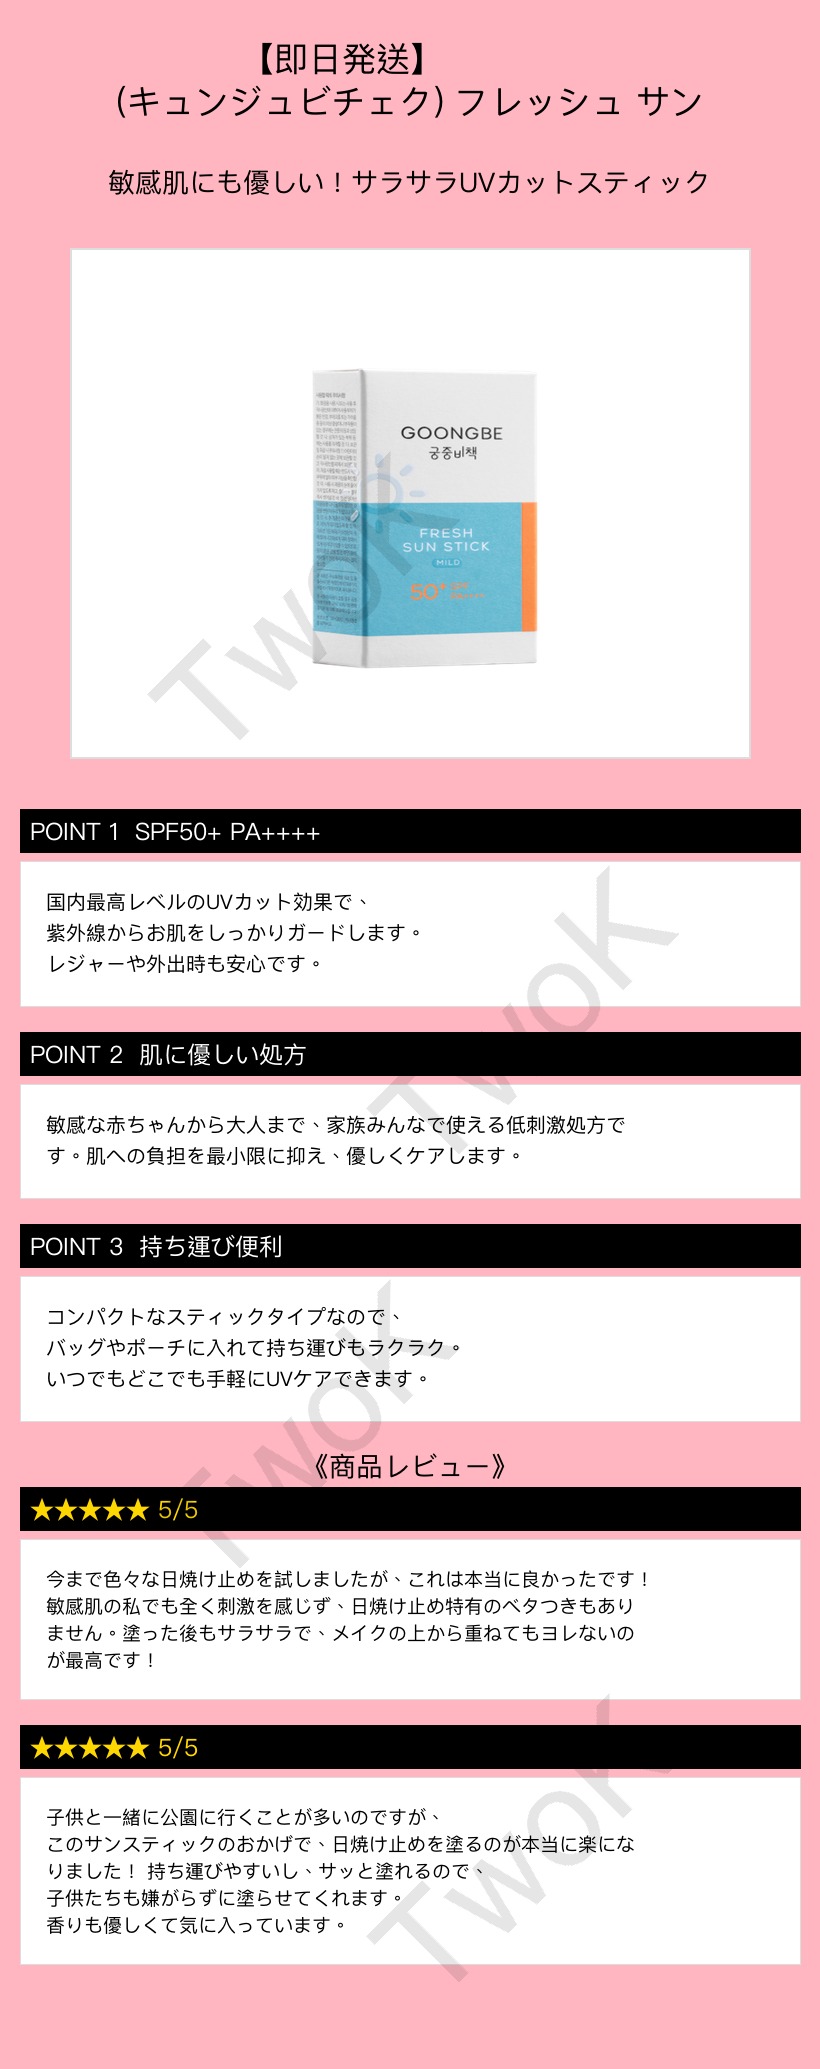 【即日発送】
(キュンジュビチェク) フレッシュ サン
敏感肌にも優しい！サラサラUVカットスティック
GOONGBE
궁중비책
FRESH
SUN STICK
MILD
50+
TwoK
POINT 1 SPF50+ PA++++
国内最高レベルのUVカット効果で、
紫外線からお肌をしっかりガードします。
レジャーや外出時も安心です。
TwoK
POINT 2 肌に優しい処方
敏感な赤ちゃんから大人まで、家族みんなで使える低刺激処方で
す。肌への負担を最小限に抑え、優しくケアします。
POINT 3 持ち運び便利
コンパクトなスティックタイプなので、
バッグやポーチに入れて持ち運びもラクラク。
いつでもどこでも手軽にUVケアできます。
TwoK
《商品レビュー》
★★★★★ 5/5
今まで色々な日焼け止めを試しましたが、これは本当に良かったです！
敏感肌の私でも全く刺激を感じず、日焼け止め特有のベタつきもあり
ません。塗った後もサラサラで、メイクの上から重ねてもヨレないの
が最高です！
★★★★★ 5/5
子供と一緒に公園に行くことが多いのですが、
このサンスティックのおかげで、日焼け止めを塗るのが本当に楽にな
りました！ 持ち運びやすいし、サッと塗れるので、
子供たちも嫌がらずに塗らせてくれます。
香りも優しくて気に入っています。
TwoK